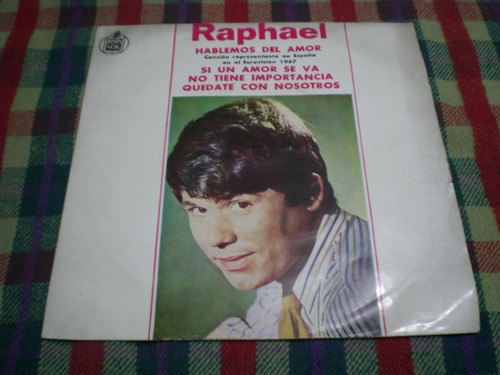 Raphael
HABLEMOS DEL AMOR
Canción representante de España
en el Eurovisión 1967
SI UN AMOR SE VA
NO TIENE IMPORTANCIA
QUEDATE CON NOSOTROS